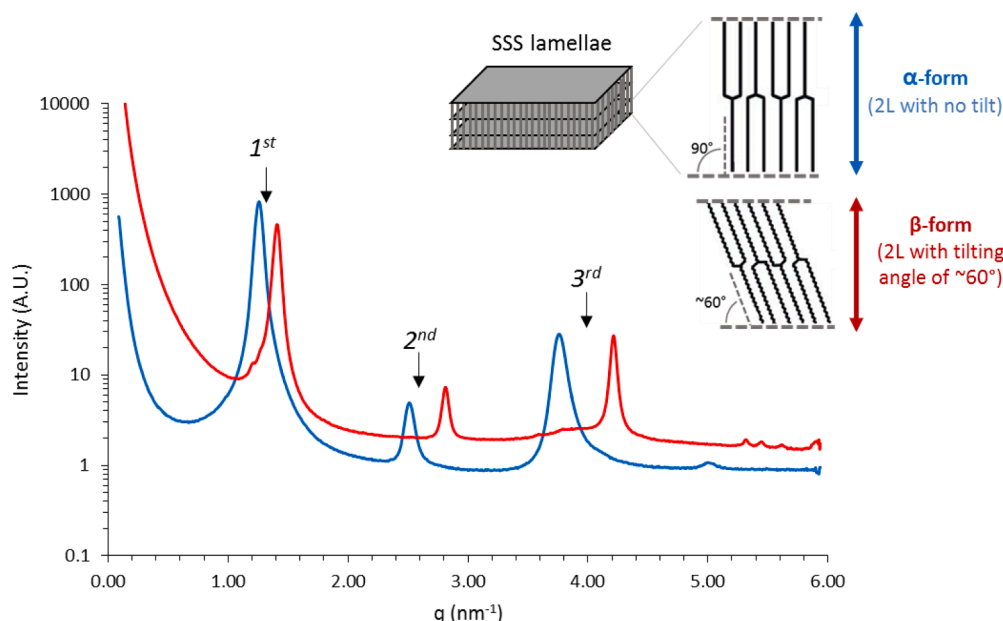 SSS lamellae
α-form
(2L with no tilt)
90°
β-form
(2L with tilting
angle of ~60°)
~60°
1st
2nd
3rd
Intensity (A.U.)
10000
1000
100
10
1
0.1
0.00 1.00 2.00 3.00 4.00 5.00 6.00
q (nm-1)